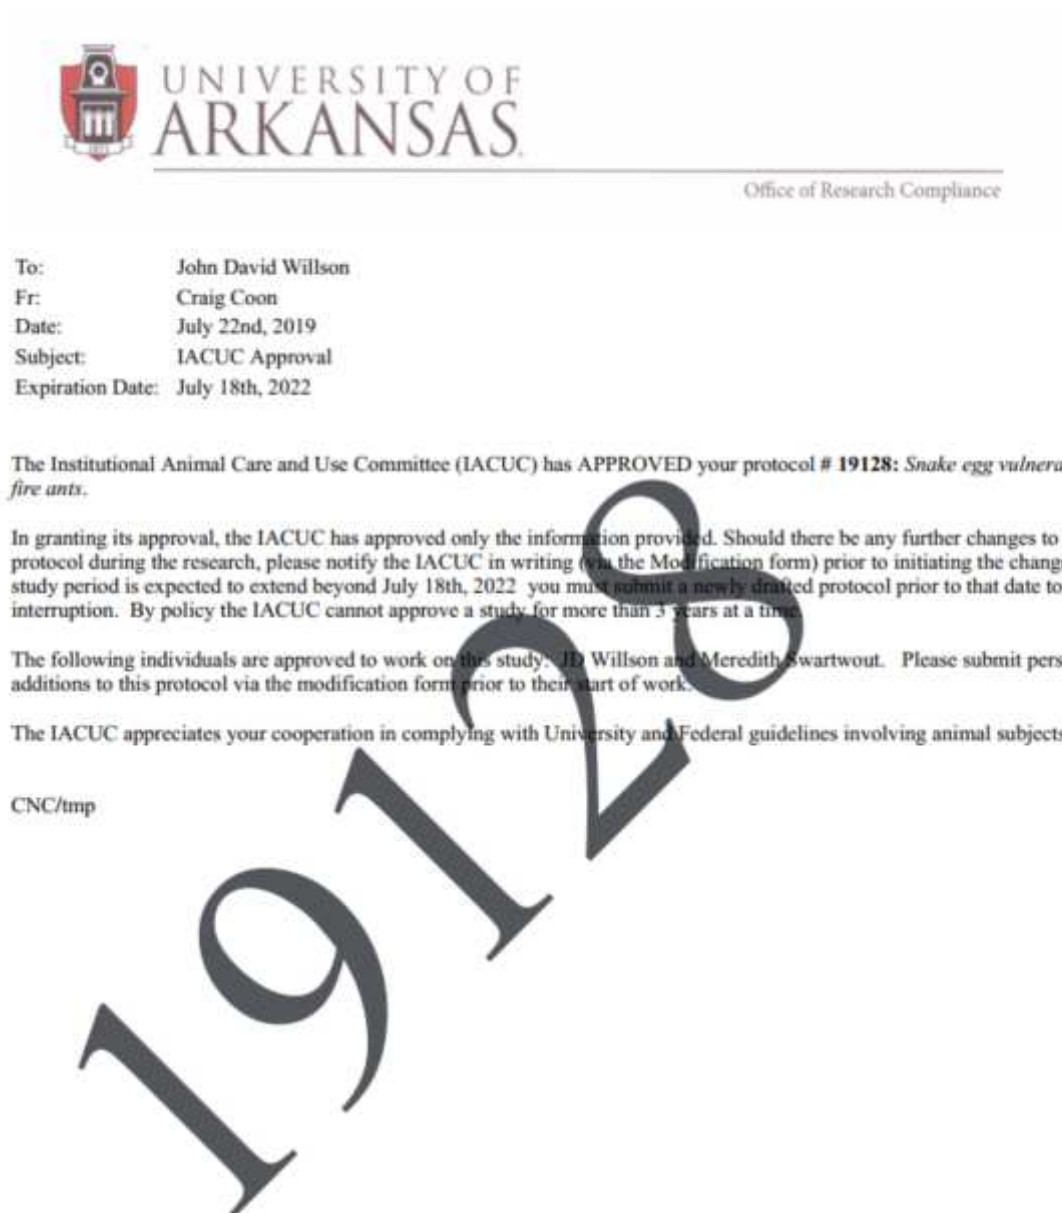 UNIVERSITY OF
ARKANSAS
1871
Office of Research Compliance
To: John David Willson
Fr: Craig Coon
Date: July 22nd, 2019
Subject: IACUC Approval
Expiration Date: July 18th, 2022
The Institutional Animal Care and Use Committee (IACUC) has APPROVED your protocol # 19128: Snake egg vulnera
fire ants.
In granting its approval, the IACUC has approved only the information provided. Should there be any further changes to
protocol during the research, please notify the IACUC in writing (via the Modification form) prior to initiating the chang
study period is expected to extend beyond July 18th, 2022 you must submit a newly drafted protocol prior to that date to
interruption. By policy the IACUC cannot approve a study for more than 3 years at a time.
The following individuals are approved to work on this study: JD Willson and Meredith Swartwout. Please submit pers
additions to this protocol via the modification form prior to their start of work.
The IACUC appreciates your cooperation in complying with University and Federal guidelines involving animal subjects
CNC/tmp
19128